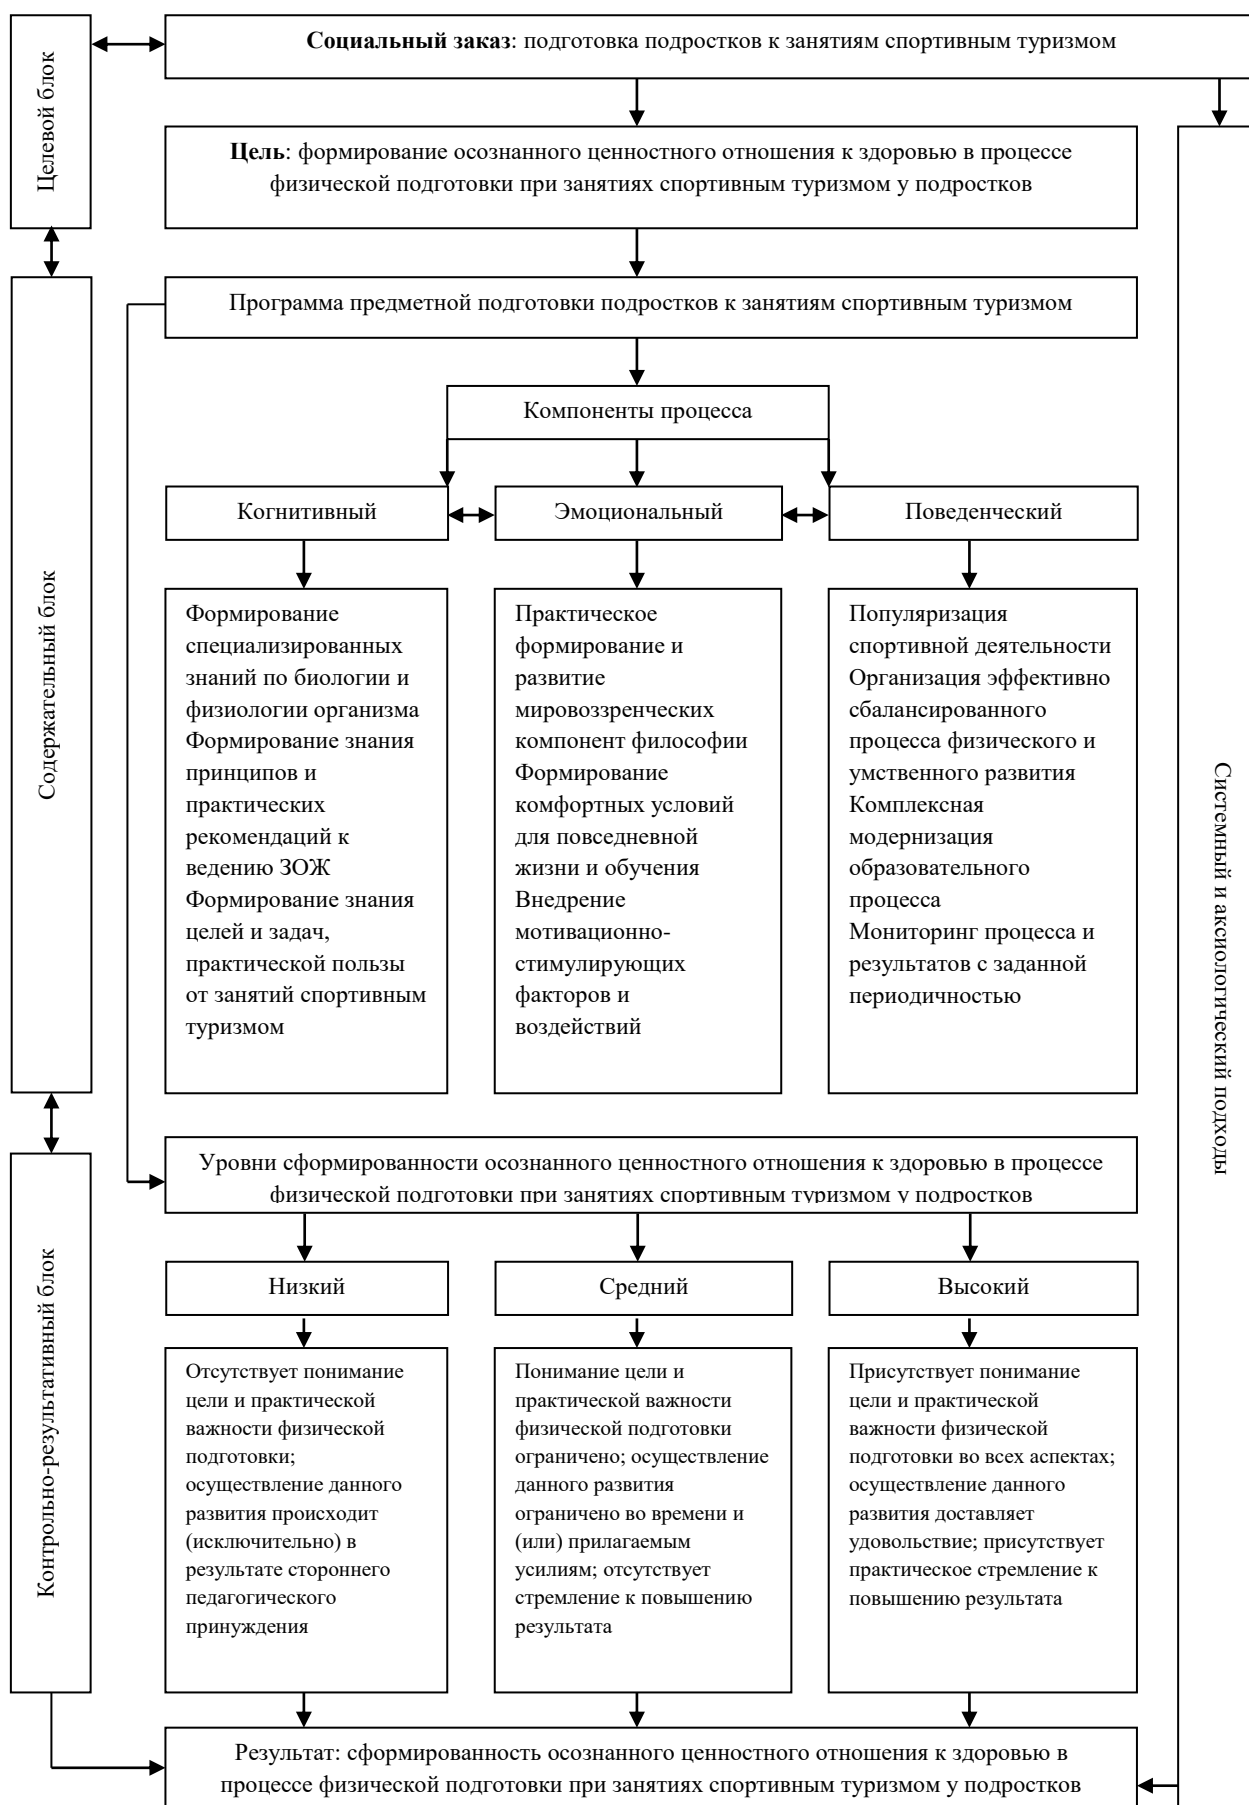 Целевой блок
Социальный заказ: подготовка подростков к занятиям спортивным туризмом
Цель: формирование осознанного ценностного отношения к здоровью в процессе
физической подготовки при занятиях спортивным туризмом у подростков
Содержательный блок
Программа предметной подготовки подростков к занятиям спортивным туризмом
Компоненты процесса
Когнитивный
Эмоциональный
Поведенческий
Формирование
специализированных
знаний по биологии и
физиологии организма
Формирование знания
принципов и
практических
рекомендаций к
ведению ЗОЖ
Формирование знания
целей и задач,
практической пользы
от занятий спортивным
туризмом
Практическое
формирование и
развитие
мировоззренческих
компонент философии
Формирование
комфортных условий
для повседневной
жизни и обучения
Внедрение
мотивационно-
стимулирующих
факторов и
воздействий
Популяризация
спортивной деятельности
Организация эффективно
сбалансированного
процесса физического и
умственного развития
Комплексная
модернизация
образовательного
процесса
Мониторинг процесса и
результатов с заданной
периодичностью
Системный и аксиологический подходы
Контрольно-результативный блок
Уровни сформированности осознанного ценностного отношения к здоровью в процессе
физической подготовки при занятиях спортивным туризмом у подростков
Низкий
Средний
Высокий
Отсутствует понимание
цели и практической
важности физической
подготовки;
осуществление данного
развития происходит
(исключительно) в
результате стороннего
педагогического
принуждения
Понимание цели и
практической важности
физической подготовки
ограничено; осуществление
данного развития
ограничено во времени и
(или) прилагаемым
усилиям; отсутствует
стремление к повышению
результата
Присутствует понимание
цели и практической
важности физической
подготовки во всех аспектах;
осуществление данного
развития доставляет
удовольствие; присутствует
практическое стремление к
повышению результата
Результат: сформированность осознанного ценностного отношения к здоровью в
процессе физической подготовки при занятиях спортивным туризмом у подростков